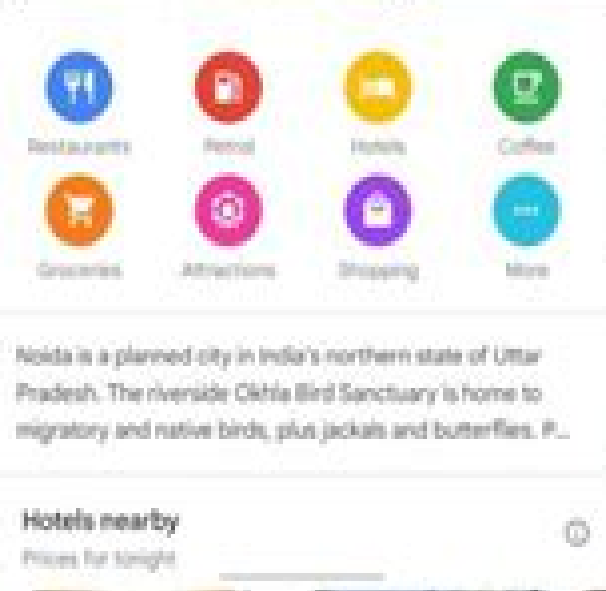 Restaurants Petrol Hotels Coffee
Groceries Attractions Shopping More
Noida is a planned city in India's northern state of Uttar
Pradesh. The riverside Okhla Bird Sanctuary is home to
migratory and native birds, plus jackals and butterflies. P...
Hotels nearby
Prices for tonight